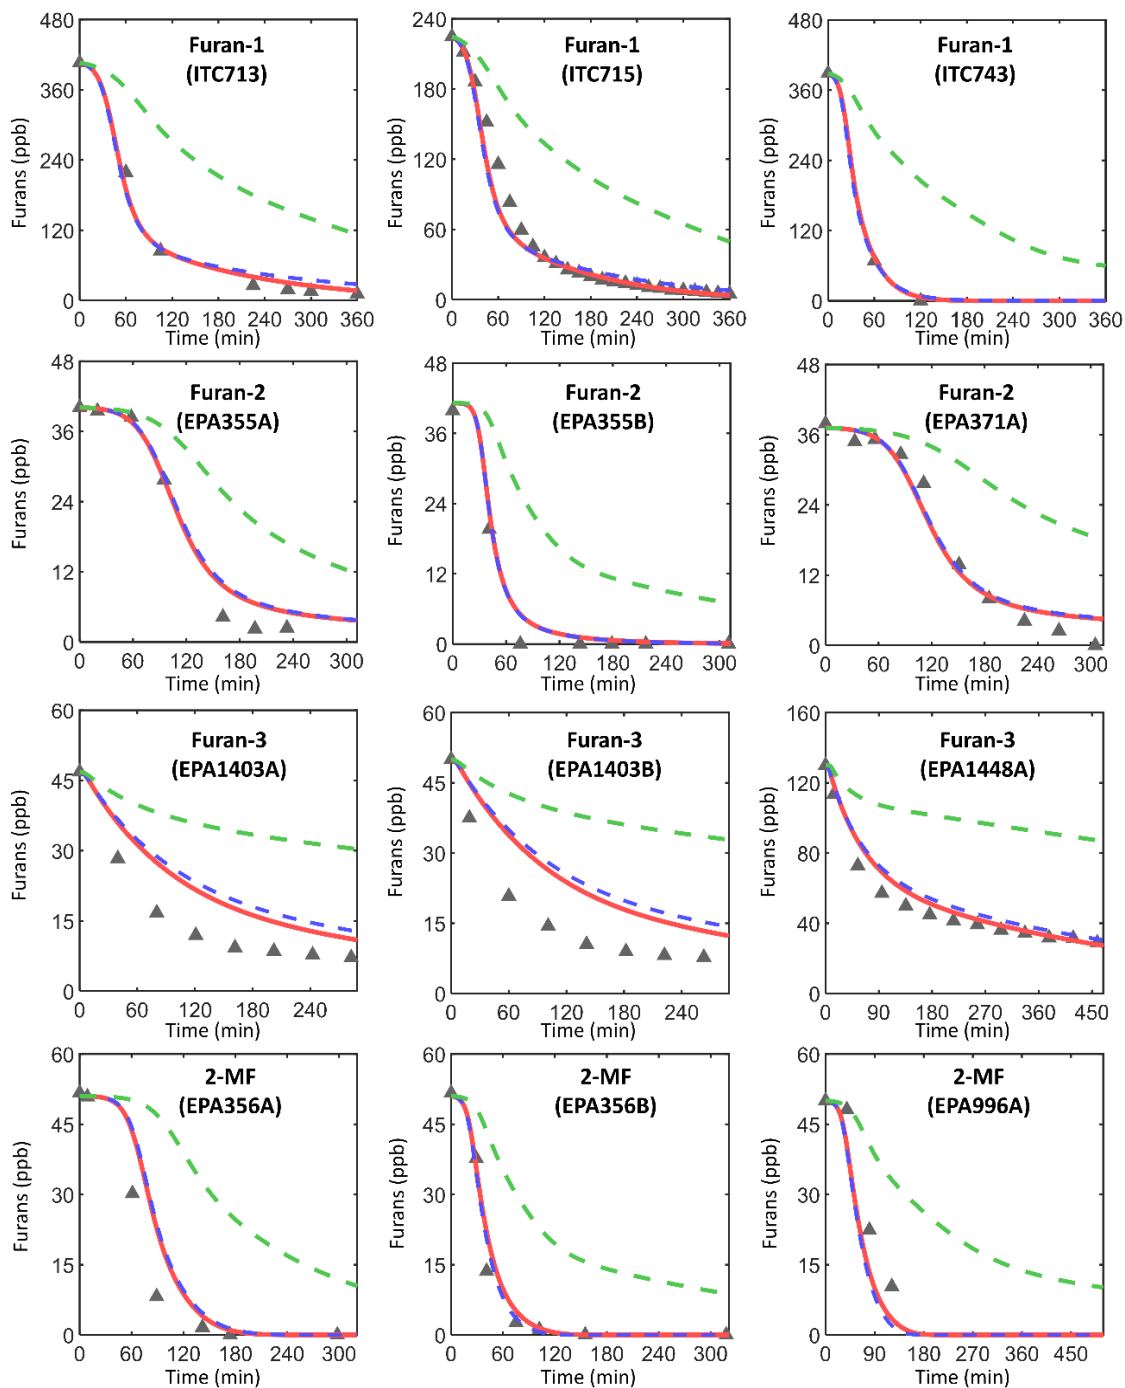 Furan-1
(ITC713)
Furans (ppb)
480
360
240
120
0
0 60 120 180 240 300 360
Time (min)
Furan-1
(ITC715)
Furans (ppb)
240
180
120
60
0
0 60 120 180 240 300 360
Time (min)
Furan-1
(ITC743)
Furans (ppb)
480
360
240
120
0
0 60 120 180 240 300 360
Time (min)
Furan-2
(EPA355A)
Furans (ppb)
48
36
24
12
0
0 60 120 180 240 300
Time (min)
Furan-2
(EPA355B)
Furans (ppb)
48
36
24
12
0
0 60 120 180 240 300
Time (min)
Furan-2
(EPA371A)
Furans (ppb)
48
36
24
12
0
0 60 120 180 240 300
Time (min)
Furan-3
(EPA1403A)
Furans (ppb)
60
45
30
15
0
0 60 120 180 240
Time (min)
Furan-3
(EPA1403B)
Furans (ppb)
60
45
30
15
0
0 60 120 180 240
Time (min)
Furan-3
(EPA1448A)
Furans (ppb)
160
120
80
40
0
0 90 180 270 360 450
Time (min)
2-MF
(EPA356A)
Furans (ppb)
60
45
30
15
0
0 60 120 180 240 300
Time (min)
2-MF
(EPA356B)
Furans (ppb)
60
45
30
15
0
0 60 120 180 240 300
Time (min)
2-MF
(EPA996A)
Furans (ppb)
60
45
30
15
0
0 90 180 270 360 450
Time (min)